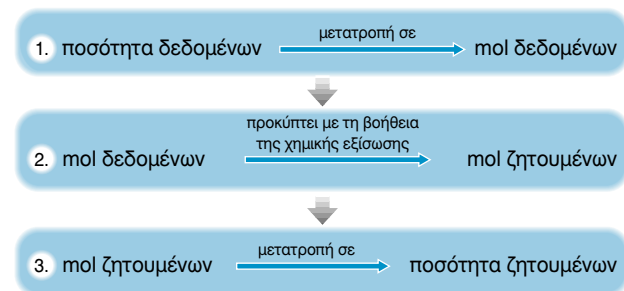 1. ποσότητα δεδομένων μετατροπή σε mol δεδομένων
προκύπτει με τη βοήθεια
της χημικής εξίσωσης
2. mol δεδομένων mol ζητουμένων
3. mol ζητουμένων μετατροπή σε ποσότητα ζητουμένων